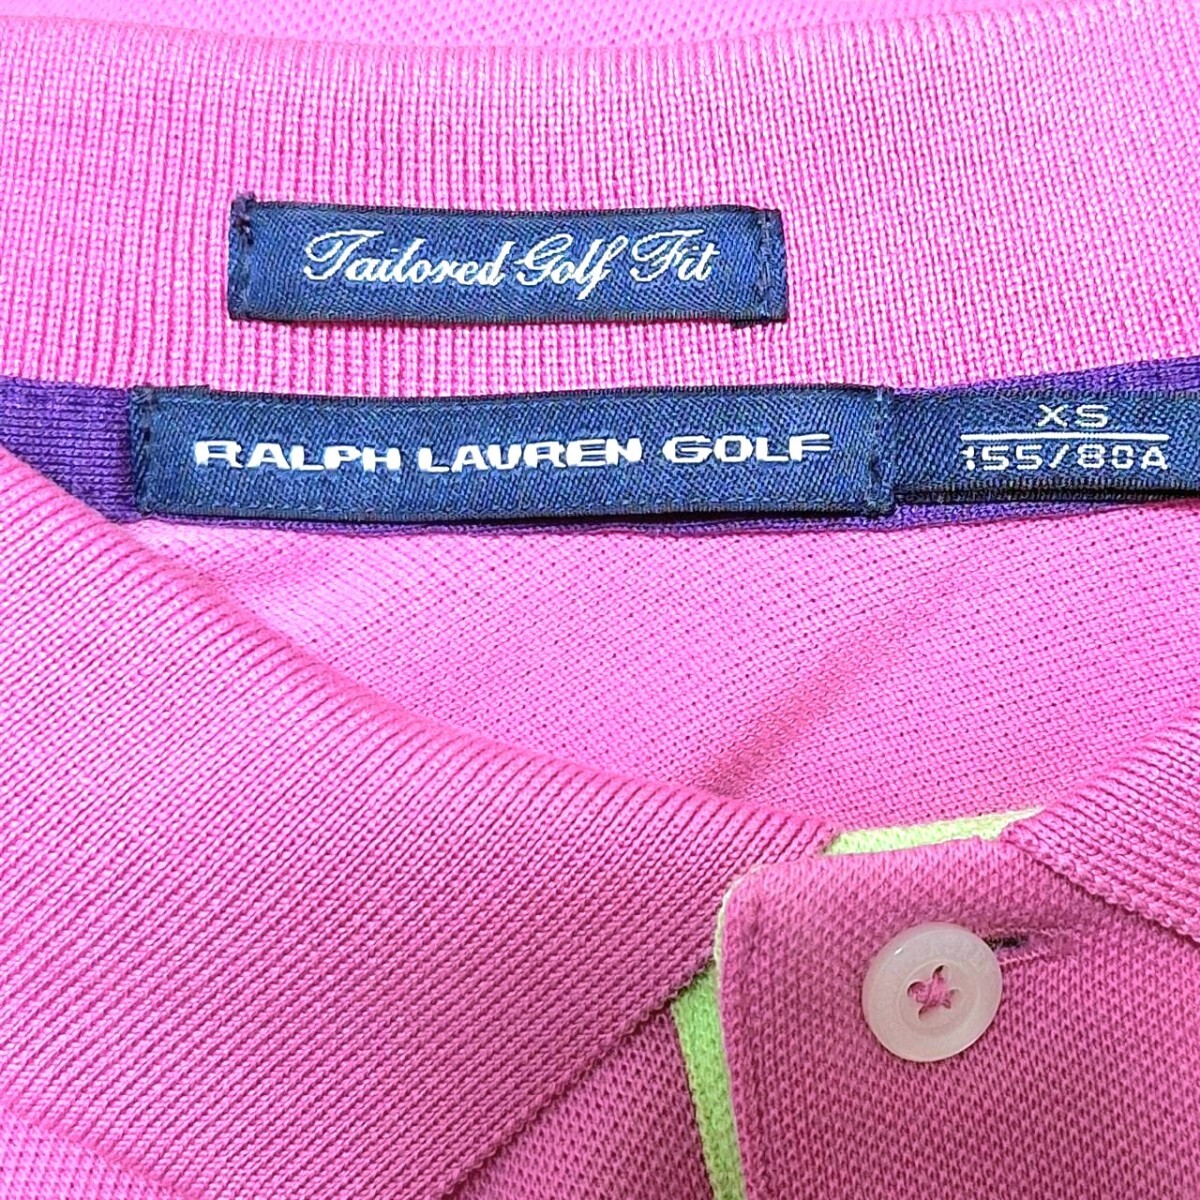 Tailored Golf Fit
RALPH LAUREN GOLF
XS
155/80A